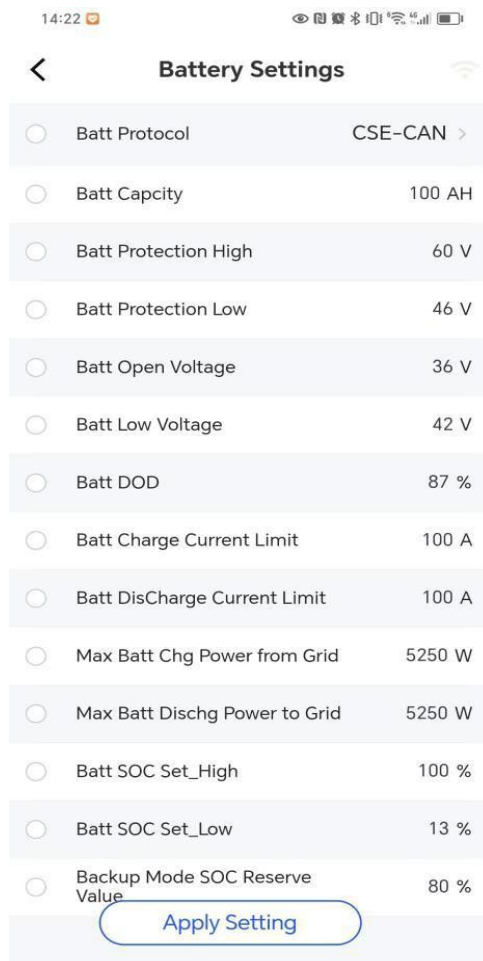 14:22
Battery Settings
Batt Protocol CSE-CAN >
Batt Capcity 100 AH
Batt Protection High 60 V
Batt Protection Low 46 V
Batt Open Voltage 36 V
Batt Low Voltage 42 V
Batt DOD 87 %
Batt Charge Current Limit 100 A
Batt DisCharge Current Limit 100 A
Max Batt Chg Power from Grid 5250 W
Max Batt Dischg Power to Grid 5250 W
Batt SOC Set_High 100 %
Batt SOC Set_Low 13 %
Backup Mode SOC Reserve
Value 80 %
Apply Setting